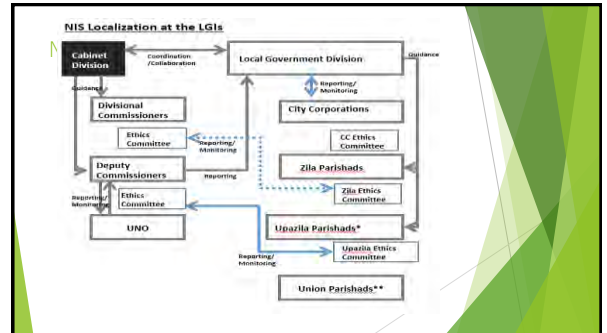 NIS Localization at the LGIs
N
Cabinet
Division
Coordination
/Collaboration
Local Government Division
Guidance
Guidance
Reporting/
Monitoring
Divisional
Commissioners
City Corporations
Ethics
Committee
Reporting/
Monitoring
CC Ethics
Committee
Deputy
Commissioners
Reporting
Zila Parishads
Reporting/
Monitoring
Ethics
Committee
Zila Ethics
Committee
UNO
Upazila Parishads*
Reporting/
Monitoring
Upazila Ethics
Committee
Union Parishads**